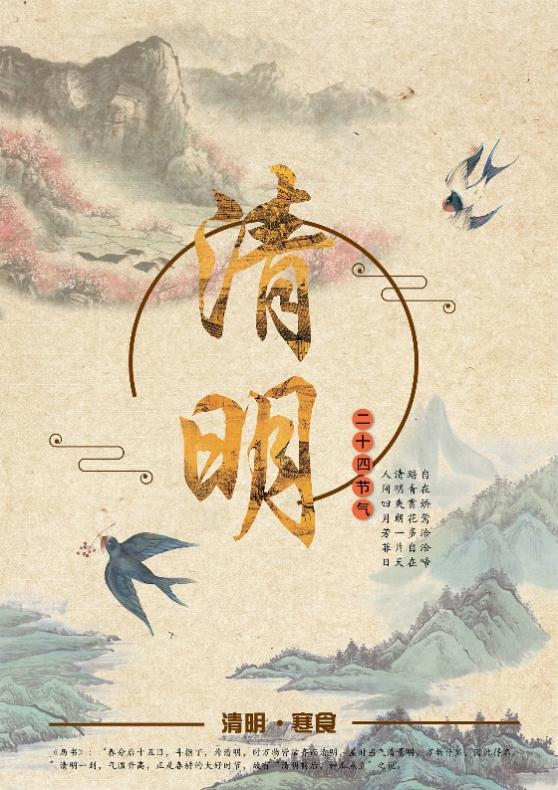 清
明
二十四节气
人间四月芳菲日
清明爽朗一片天
踏青赏花多自在
自在娇莺洽洽啼
清明·寒食
《历书》：“春分后十五日，斗指丁，为清明，时万物皆洁齐而清明，盖时当气清景明，万物皆显，因此得名。
”清明一到，气温升高，正是春耕的大好时节，故有“清明前后，种瓜点豆”之说。